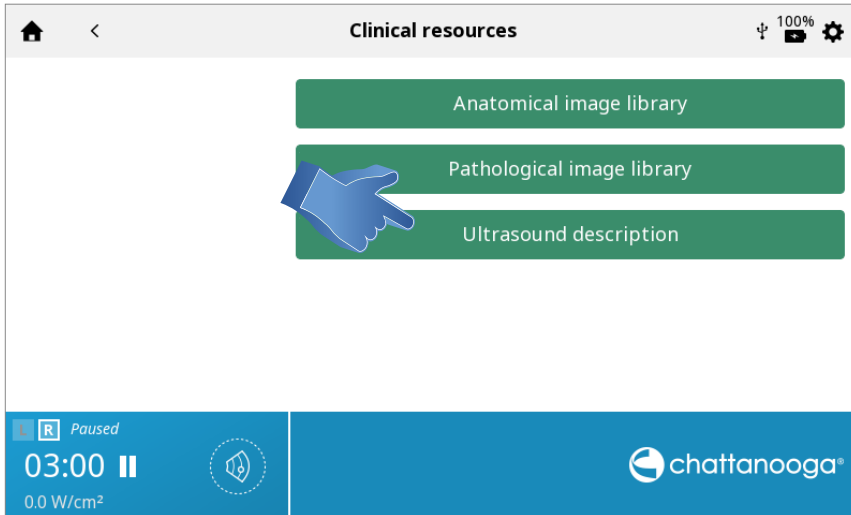 Clinical resources
100%
Anatomical image library
Pathological image library
Ultrasound description
L R Paused
03:00
0.0 W/cm²
chattanooga®